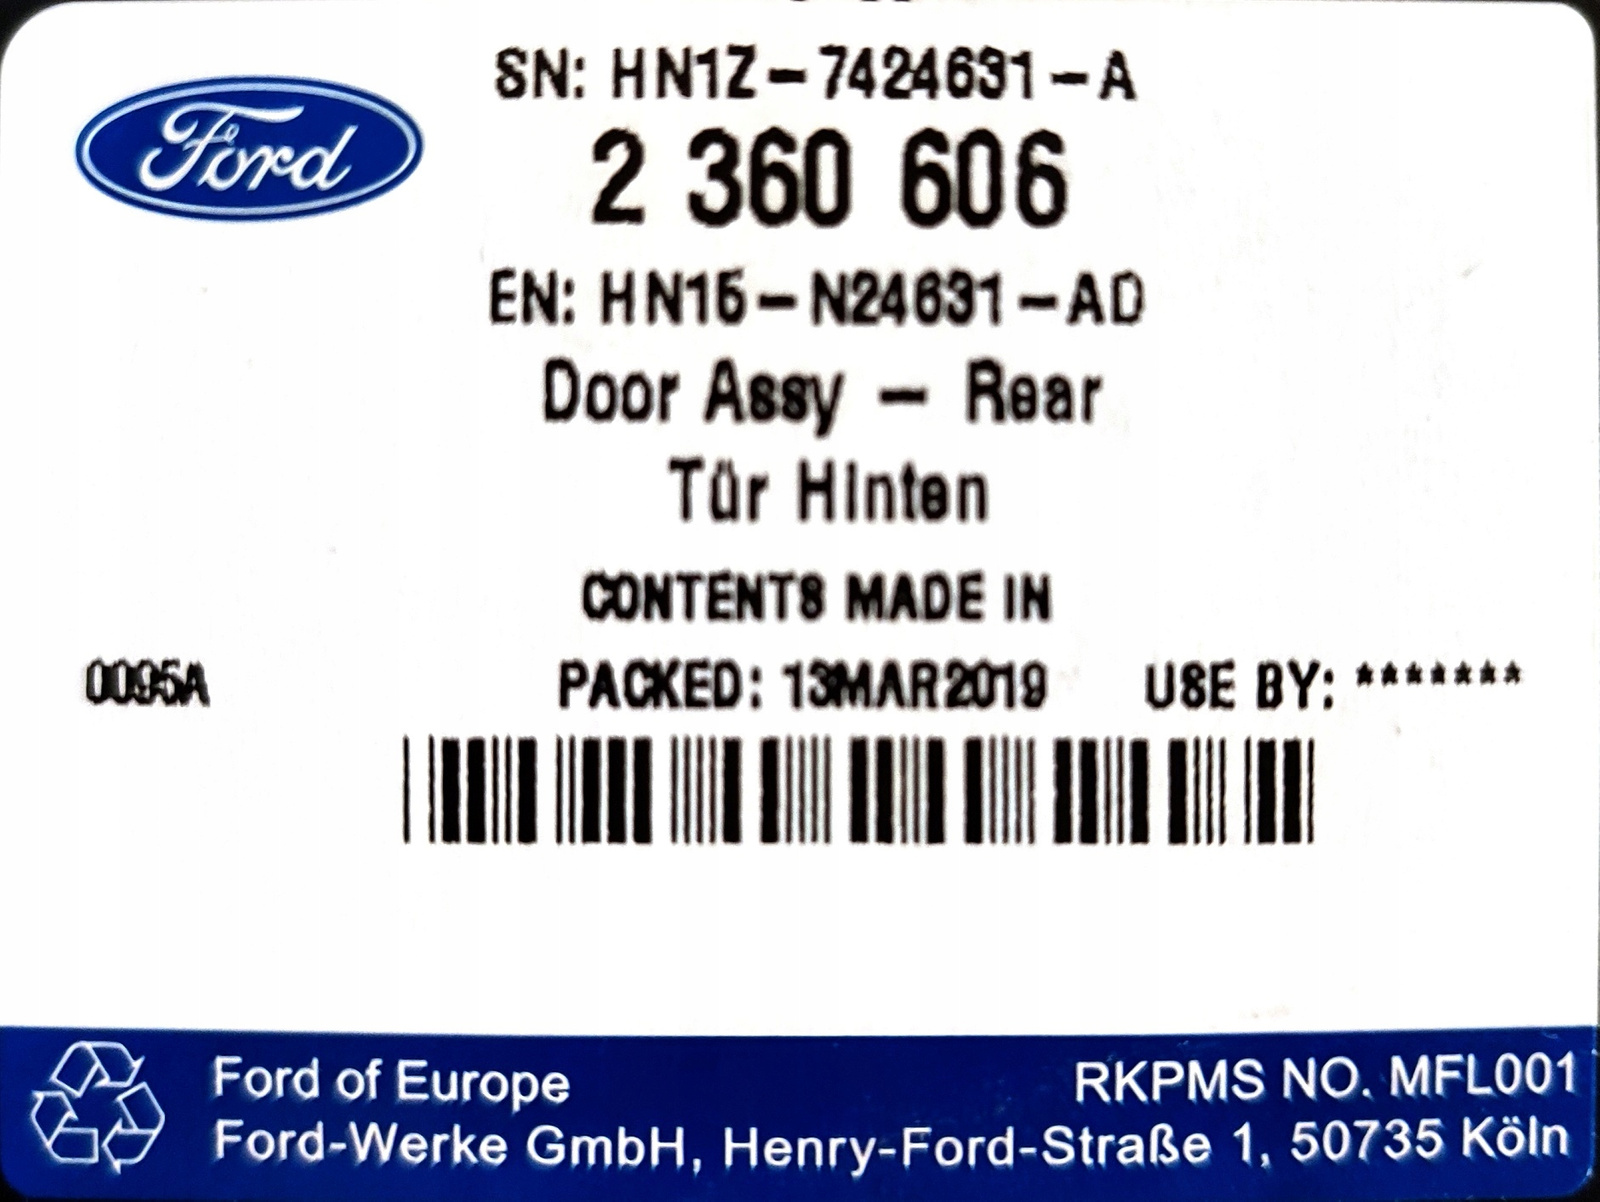 Ford
SN: HN1Z-7424631-A
2 360 606
EN: HN15-N24631-AD
Door Assy - Rear
Tür Hinten
CONTENTS MADE IN
0095A PACKED: 13MAR2019 USE BY: *******
Ford of Europe
RKPMS NO. MFL001
Ford-Werke GmbH, Henry-Ford-Straße 1, 50735 Köln